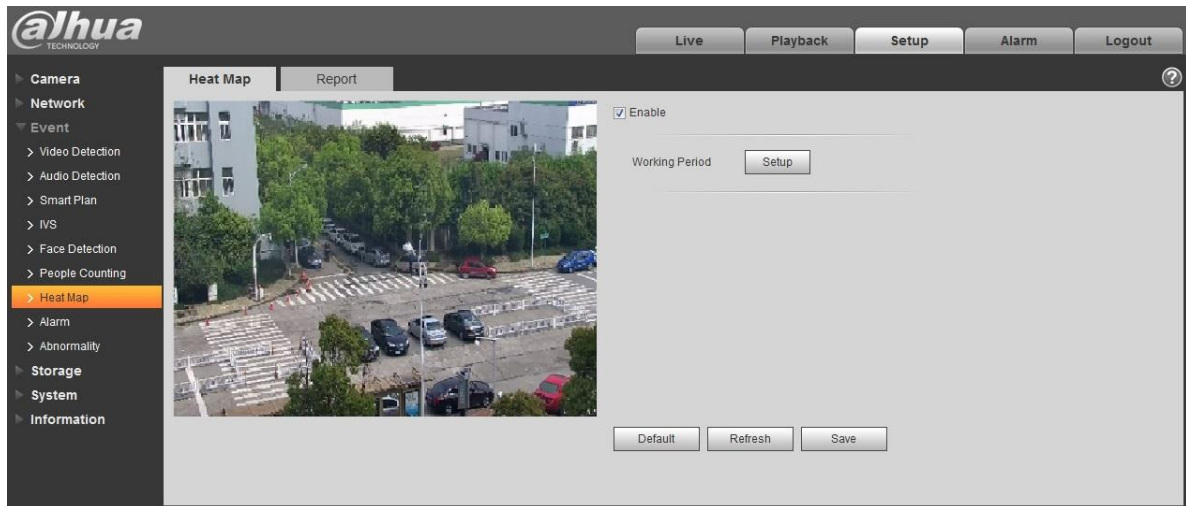 alhua
TECHNOLOGY
Live
Playback
Setup
Alarm
Logout
Camera
Network
Event
Video Detection
Audio Detection
Smart Plan
IVS
Face Detection
People Counting
Heat Map
Alarm
Abnormality
Storage
System
Information
Heat Map
Report
?
Enable
Working Period
Setup
Default
Refresh
Save